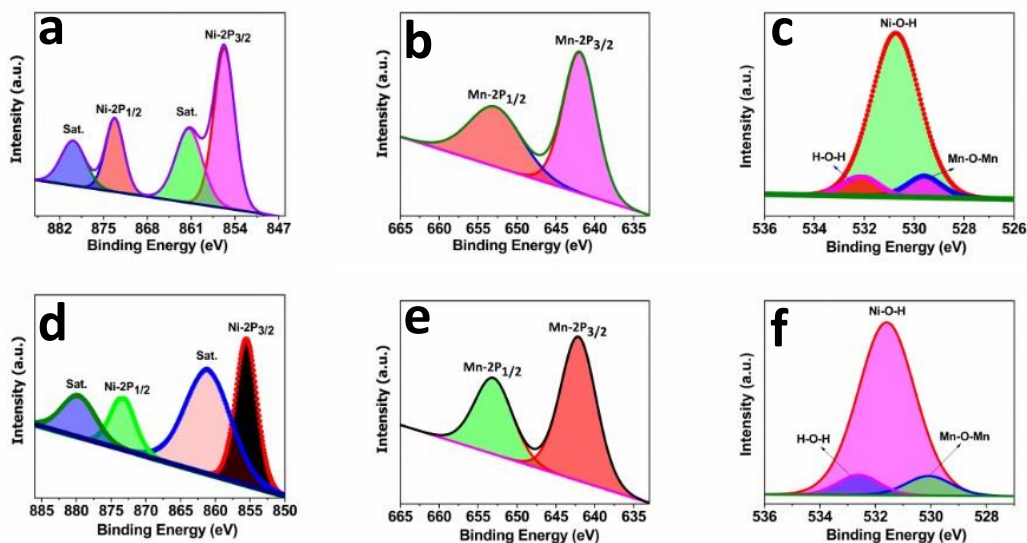 a
Ni-2P3/2
Ni-2P1/2
Sat.
Sat.
Intensity (a.u.)
882 875 868 861 854 847
Binding Energy (eV)
b
Mn-2P3/2
Mn-2P1/2
Intensity (a.u.)
665 660 655 650 645 640 635
Binding Energy (eV)
c
Ni-O-H
H-O-H
Mn-O-Mn
Intensity (a.u.)
536 534 532 530 528 526
Binding Energy (eV)
d
Ni-2P3/2
Sat.
Sat.
Ni-2P1/2
Intensity (a.u.)
885 880 875 870 865 860 855 850
Binding Energy (eV)
e
Mn-2P3/2
Mn-2P1/2
Intensity (a.u.)
665 660 655 650 645 640 635
Binding Energy (eV)
f
Ni-O-H
H-O-H
Mn-O-Mn
Intensity (a.u.)
536 534 532 530 528
Binding Energy (eV)